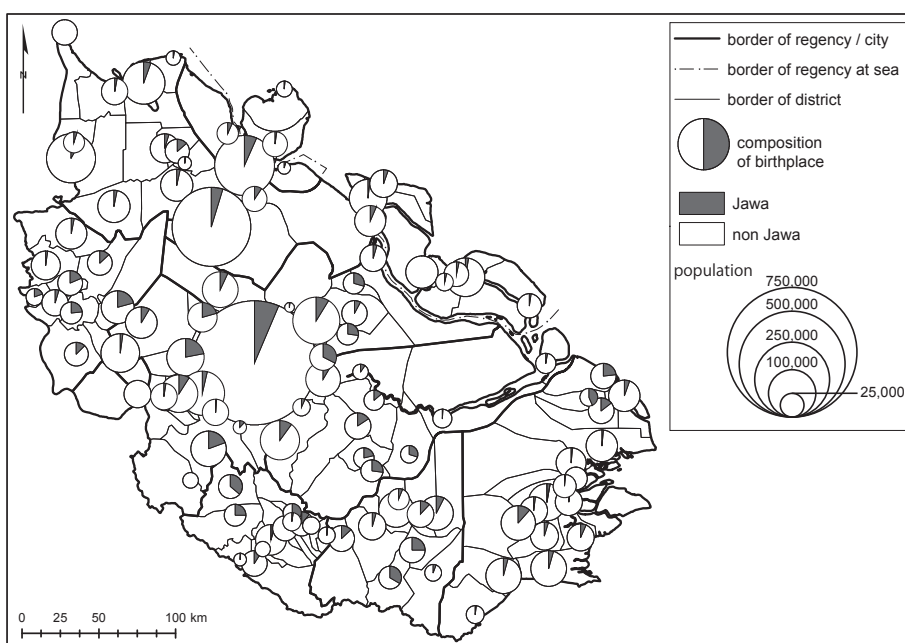 N
border of regency / city
border of regency at sea
border of district
composition
of birthplace
Jawa
non Jawa
population
750,000
500,000
250,000
100,000
25,000
0 25 50 100 km